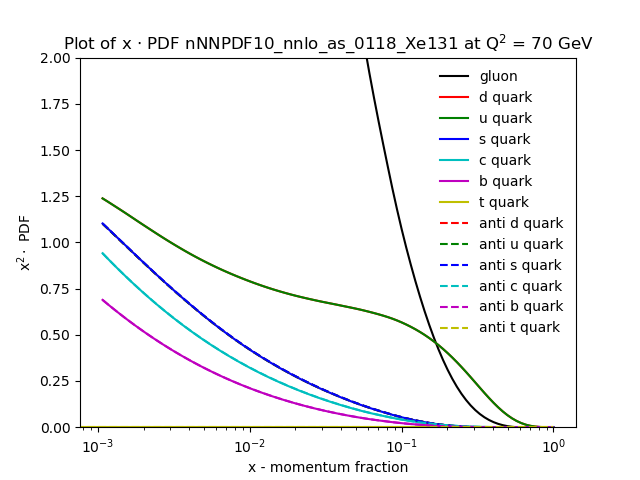 Plot of x · PDF nNNPDF10_nnlo_as_0118_Xe131 at Q² = 70 GeV
2.00
1.75
1.50
1.25
1.00
0.75
0.50
0.25
0.00
x²· PDF
gluon
d quark
u quark
s quark
c quark
b quark
t quark
anti d quark
anti u quark
anti s quark
anti c quark
anti b quark
anti t quark
10⁻³ 10⁻² 10⁻¹ 10⁰
x - momentum fraction